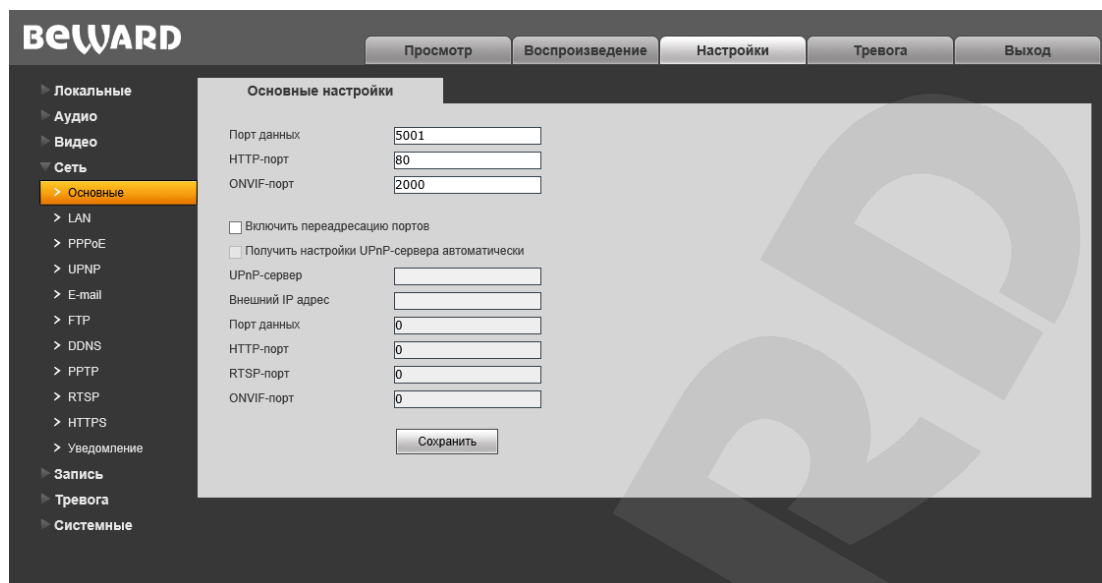 BEWARD
Просмотр
Воспроизведение
Настройки
Тревога
Выход
Локальные
Аудио
Видео
Сеть
> Основные
> LAN
> PPPoE
> UPNP
> E-mail
> FTP
> DDNS
> PPTP
> RTSP
> HTTPS
> Уведомление
Запись
Тревога
Системные
Основные настройки
Порт данных 5001
HTTP-порт 80
ONVIF-порт 2000
Включить переадресацию портов
Получить настройки UPnP-сервера автоматически
UPnP-сервер
Внешний IP адрес
Порт данных 0
HTTP-порт 0
RTSP-порт 0
ONVIF-порт 0
Сохранить
RD